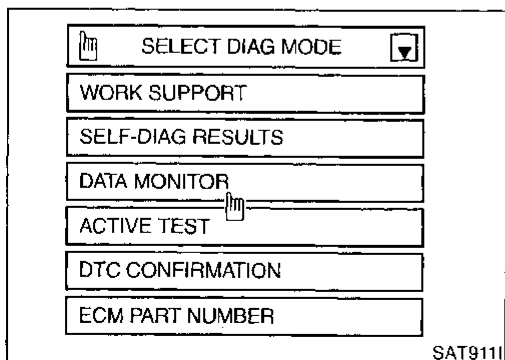 SELECT DIAG MODE
WORK SUPPORT
SELF-DIAG RESULTS
DATA MONITOR
ACTIVE TEST
DTC CONFIRMATION
ECM PART NUMBER
SAT911I